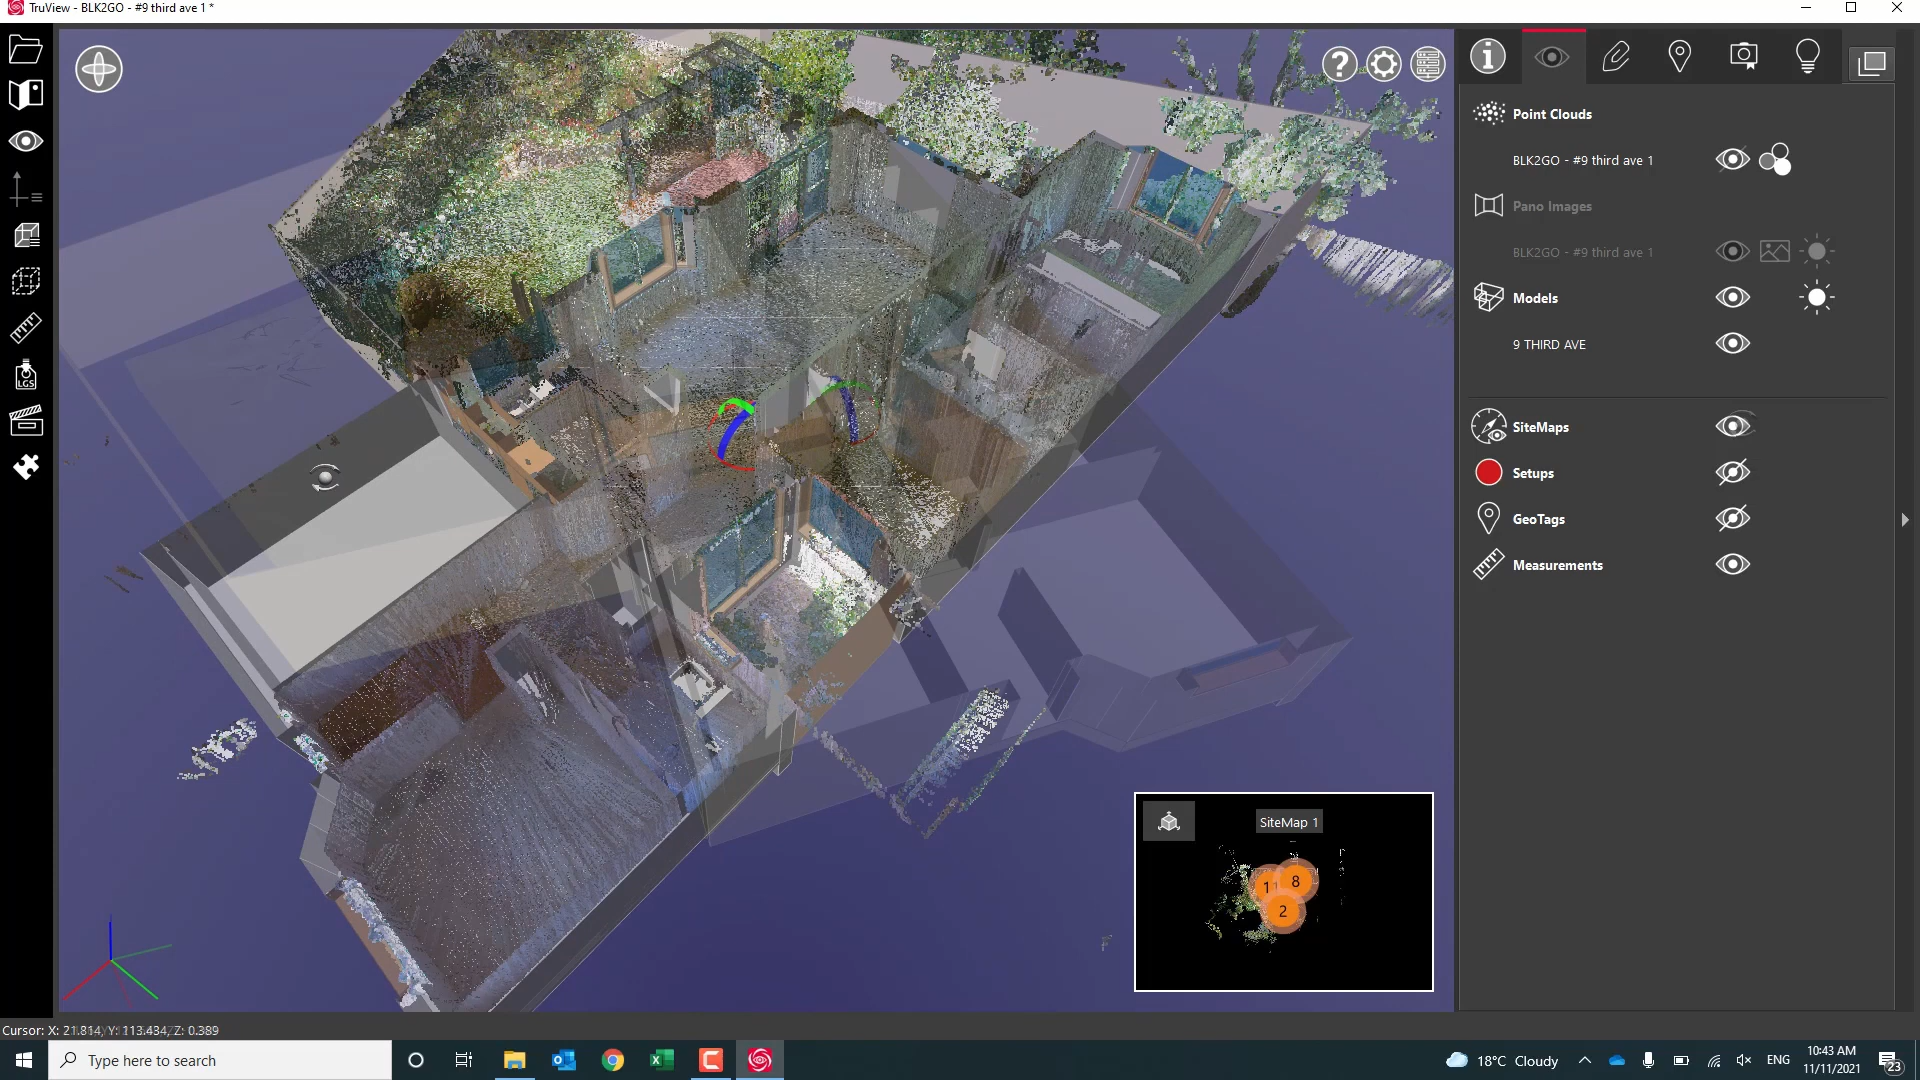 TruView - BLK2GO - #9 third ave 1 *
Point Clouds
BLK2GO - #9 third ave 1
Pano Images
BLK2GO - #9 third ave 1
Models
9 THIRD AVE
SiteMaps
Setups
GeoTags
Measurements
LGS
SiteMap 1
8
2
Cursor: X: 21.814, Y: 113.434, Z: 0.389
Type here to search
18°C Cloudy
ENG
10:43 AM
11/11/2021
23